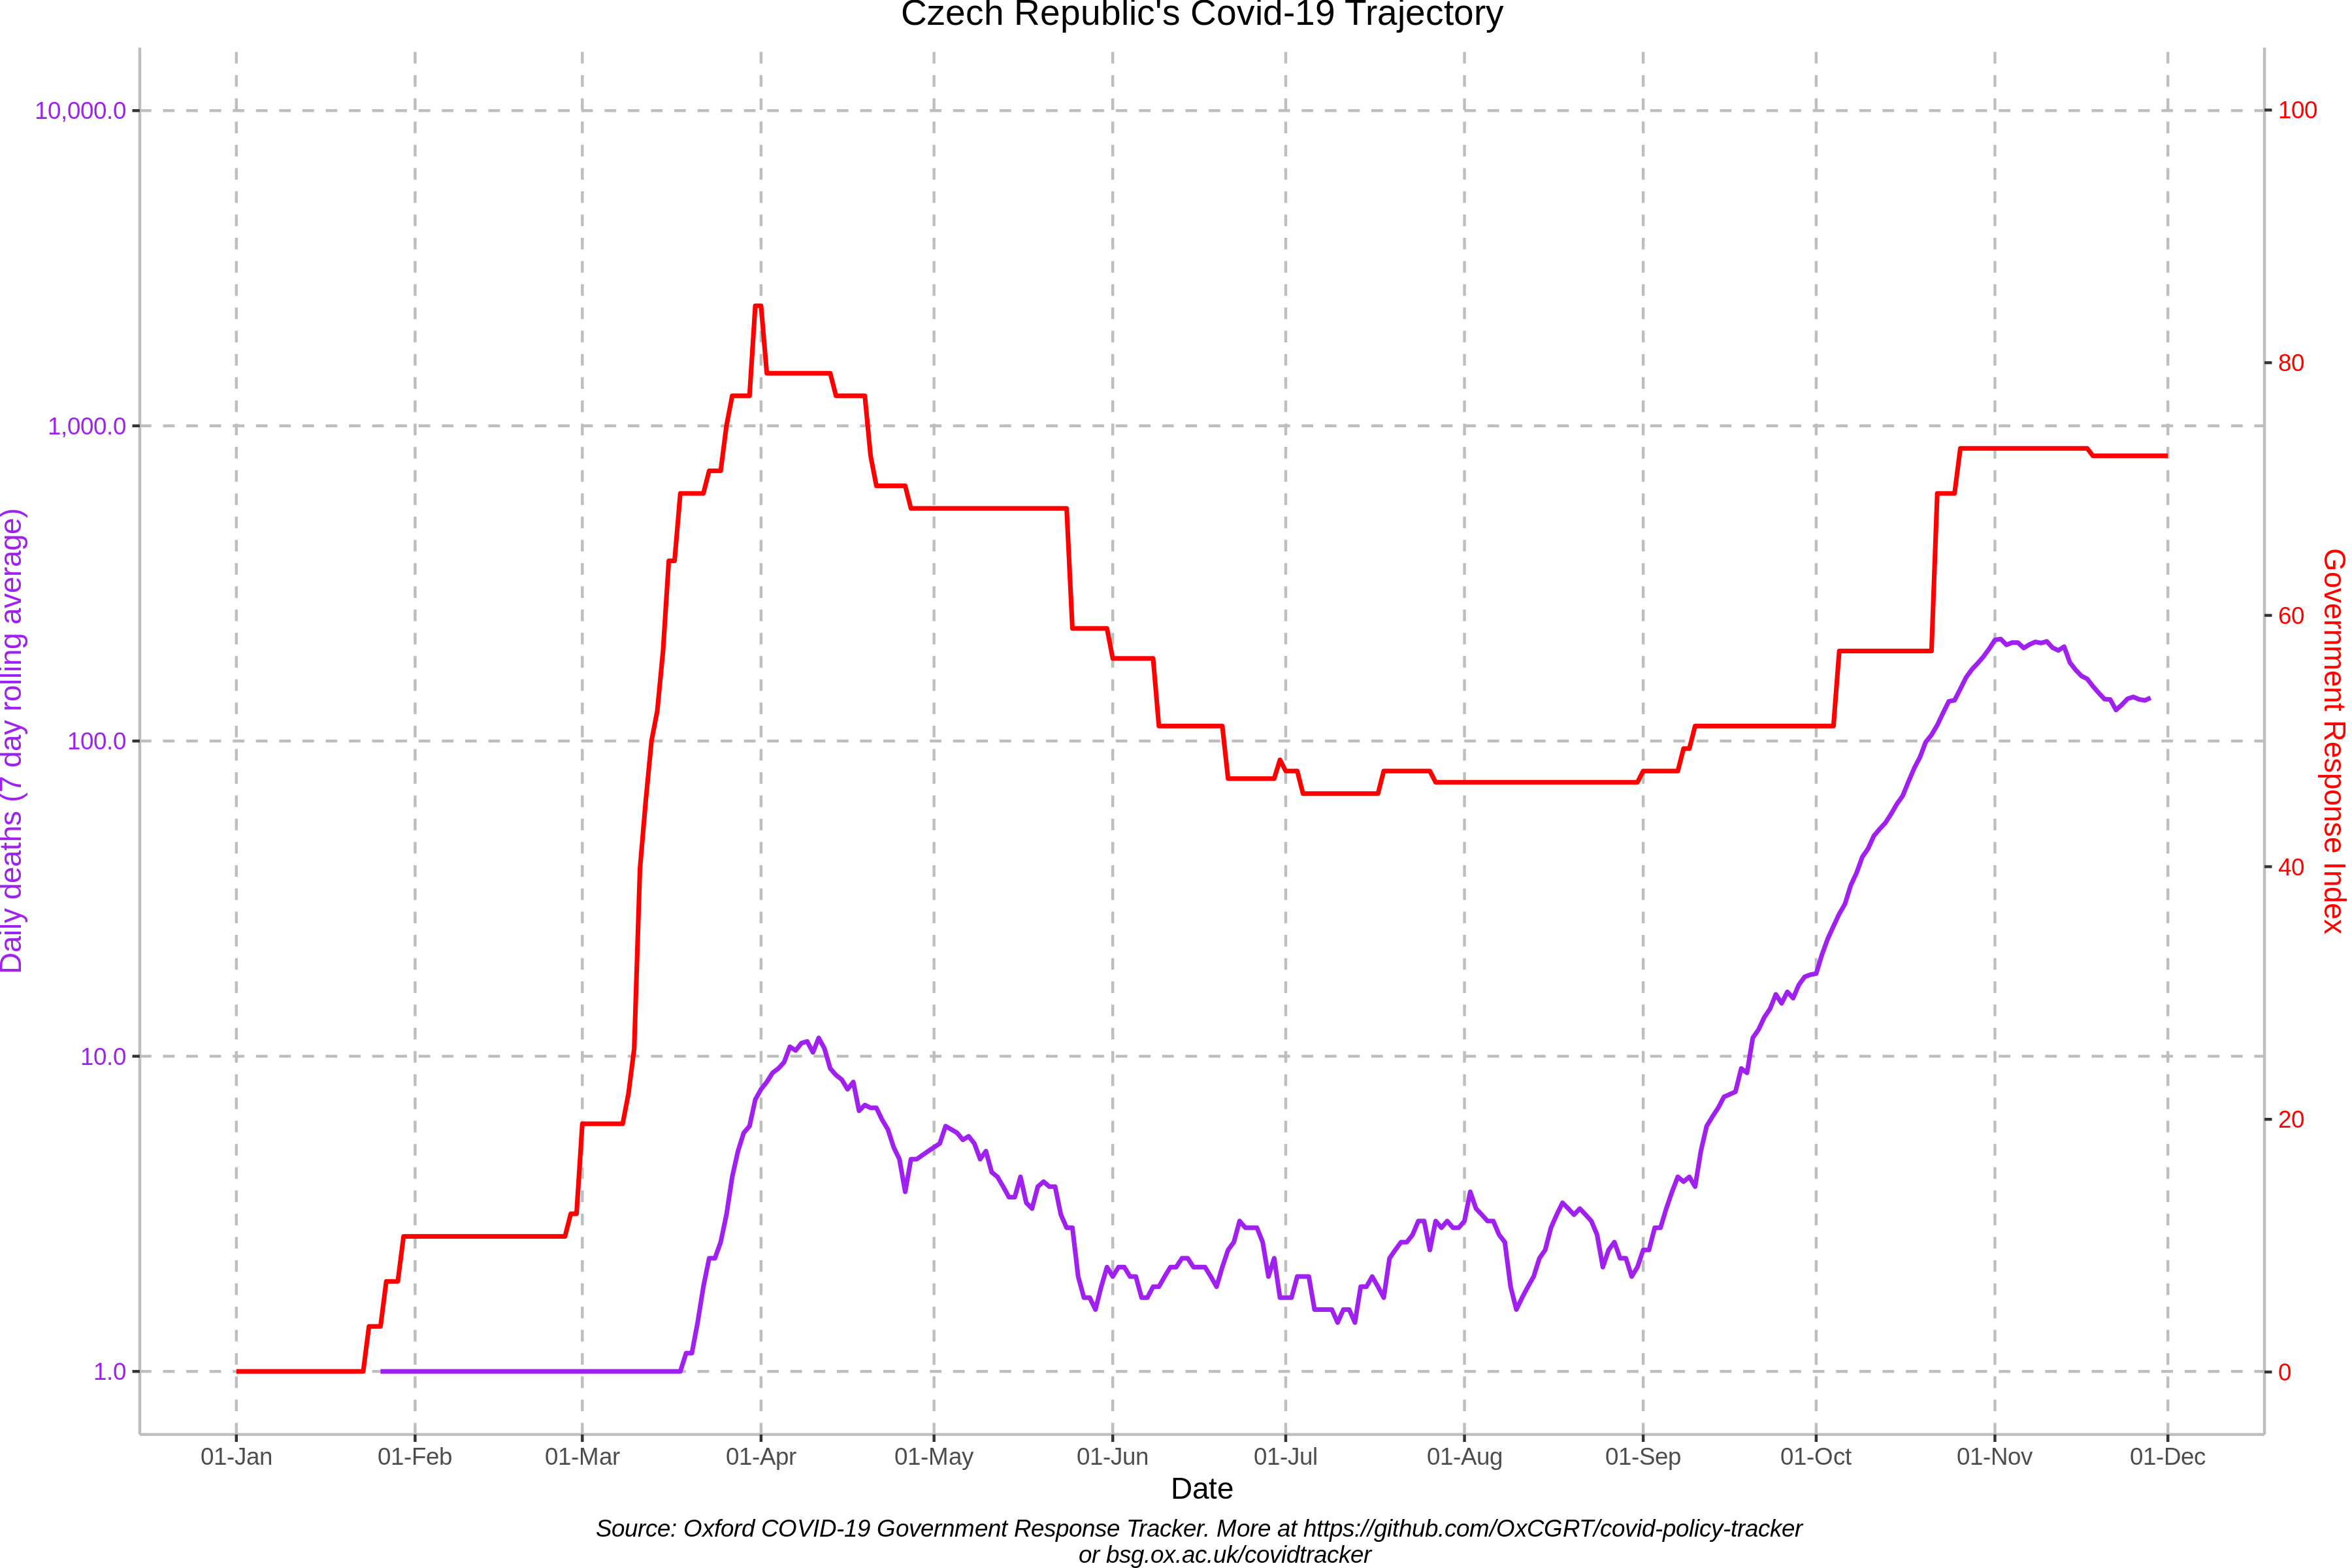 Czech Republic's Covid-19 Trajectory
10,000.0
1,000.0
100.0
10.0
1.0
Daily deaths (7 day rolling average)
100
80
60
40
20
0
Government Response Index
01-Jan 01-Feb 01-Mar 01-Apr 01-May 01-Jun 01-Jul 01-Aug 01-Sep 01-Oct 01-Nov 01-Dec
Date
Source: Oxford COVID-19 Government Response Tracker. More at https://github.com/OxCGRT/covid-policy-tracker
or bsg.ox.ac.uk/covidtracker